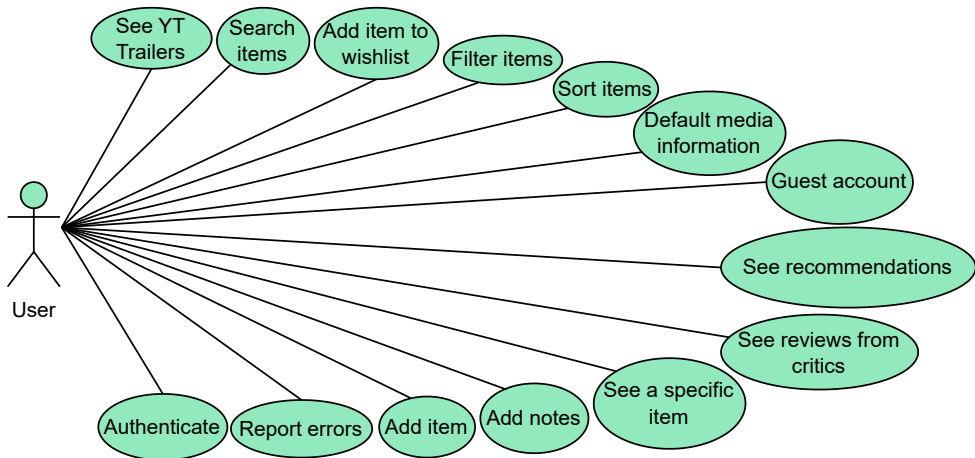 See YT
Trailers
Search
items
Add item to
wishlist
Filter items
Sort items
Default media
information
Guest account
See recommendations
See reviews from
critics
See a specific
item
Add notes
Add item
Report errors
Authenticate
User